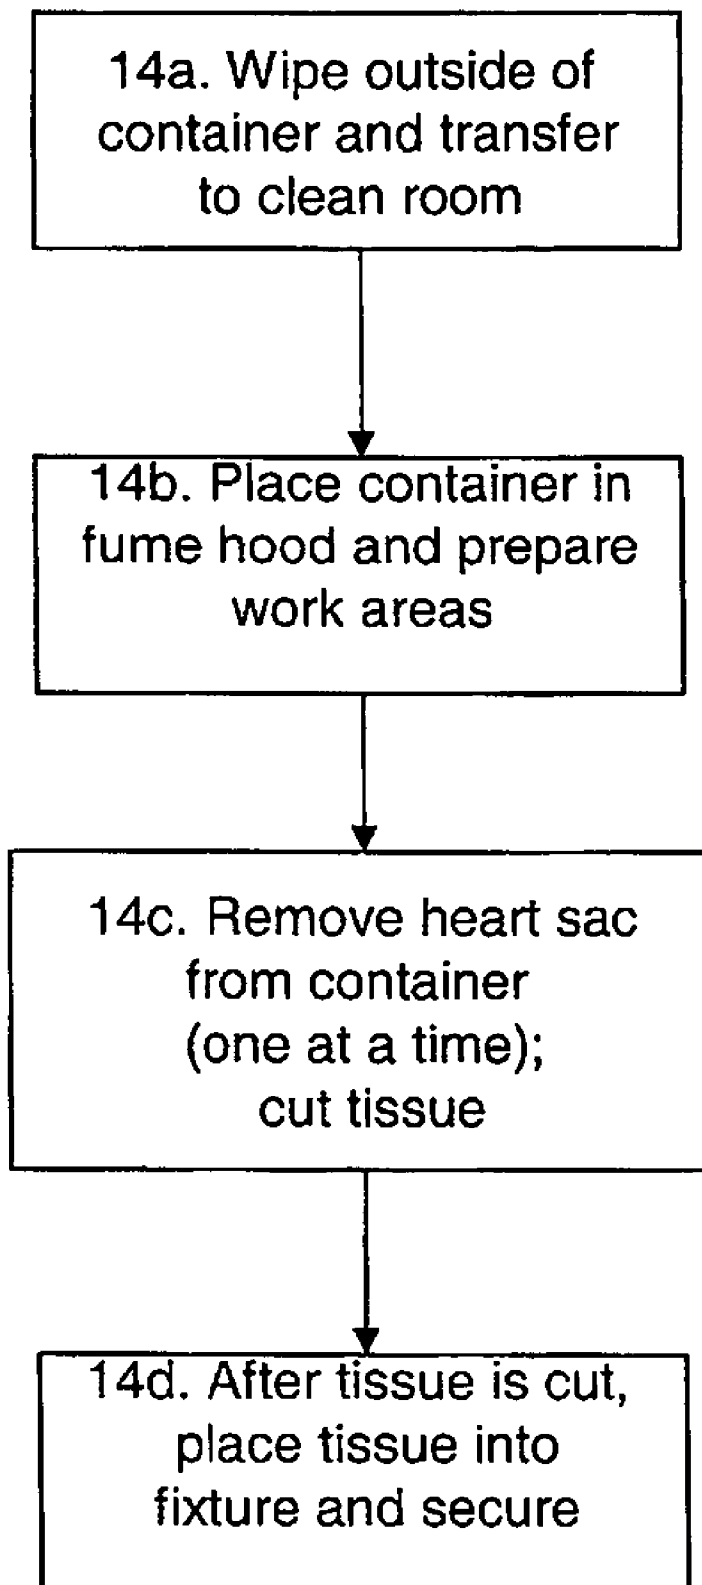 14a. Wipe outside of
container and transfer
to clean room
14b. Place container in
fume hood and prepare
work areas
14c. Remove heart sac
from container
(one at a time);
cut tissue
14d. After tissue is cut,
place tissue into
fixture and secure